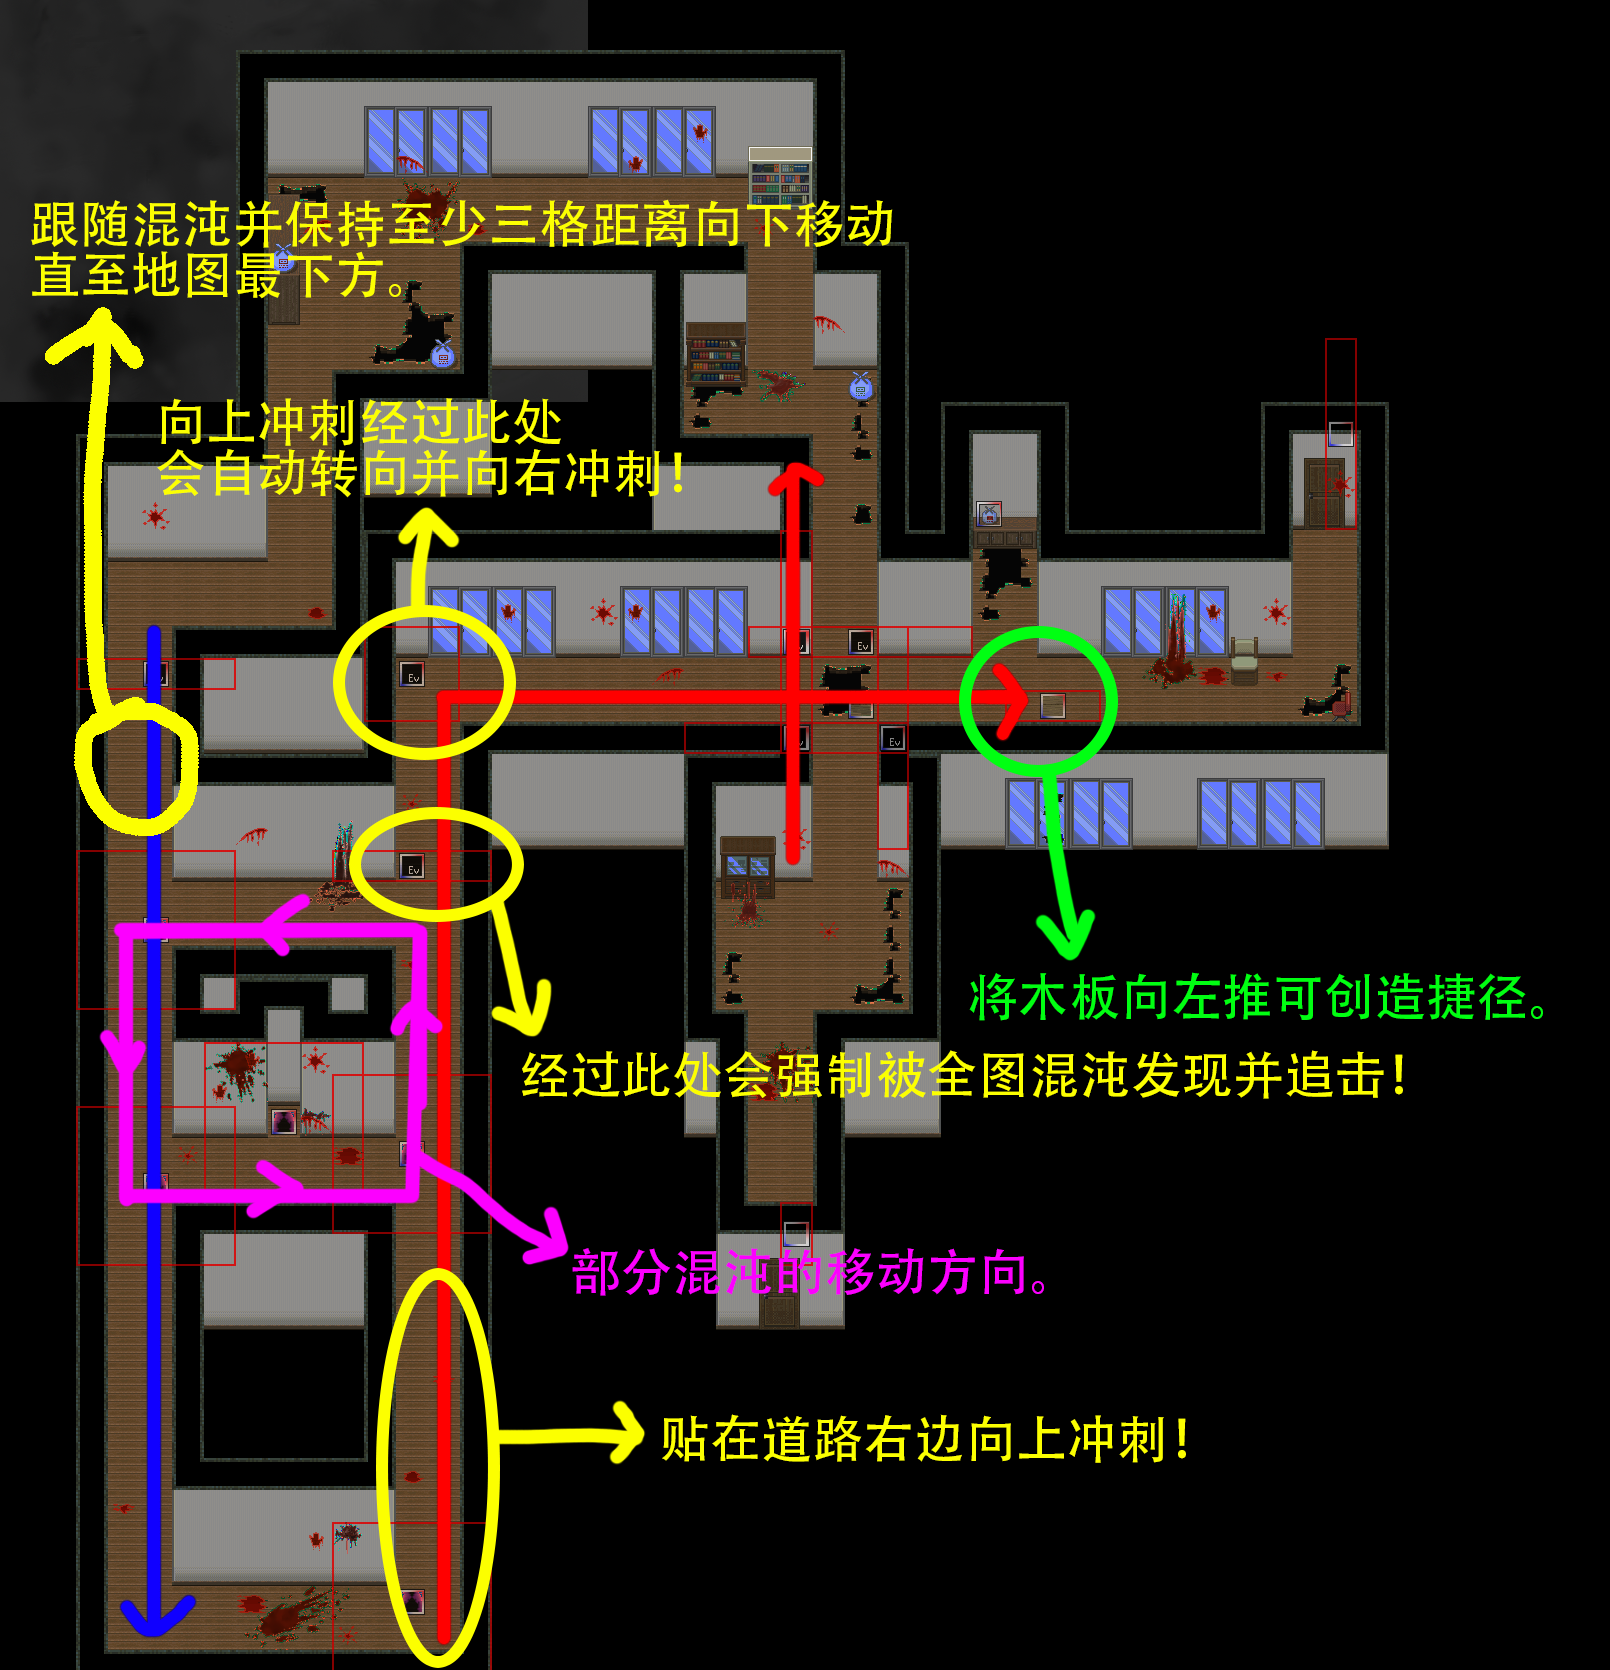 跟随混沌并保持至少三格距离向下移动
直至地图最下方。
向上冲刺经过此处
会自动转向并向右冲刺！
Ev
Ev
Ev
Ev
将木板向左推可创造捷径。
经过此处会强制被全图混沌发现并追击！
部分混沌的移动方向。
贴在道路右边向上冲刺！